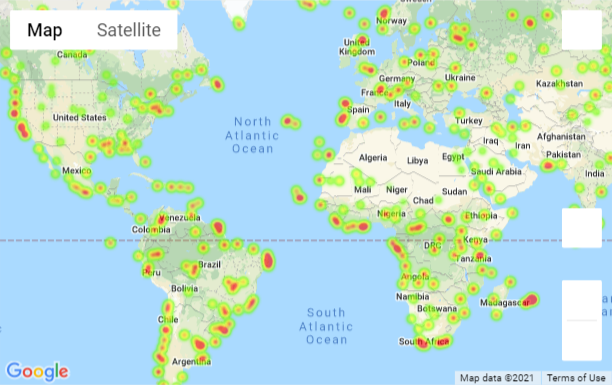 Map Satellite
Norway
Canada
United
Kingdom
Poland
Germany
Ukraine
Kazakhstan
France
Italy
Spain
North
Atlantic
Ocean
United States
Turkey
Afghanistan
Iraq
Iran
Pakistan
Algeria
Libya
Egypt
Saudi Arabia
India
Mexico
Mali
Niger
Sudan
Chad
Venezuela
Nigeria
Ethiopia
Colombia
DRC
Kenya
Tanzania
Brazil
Peru
Bolivia
Angola
Namibia
Botswana
Madagascar
South
Atlantic
Ocean
Chile
South Africa
Argentina
Google
Map data ©2021 Terms of Use